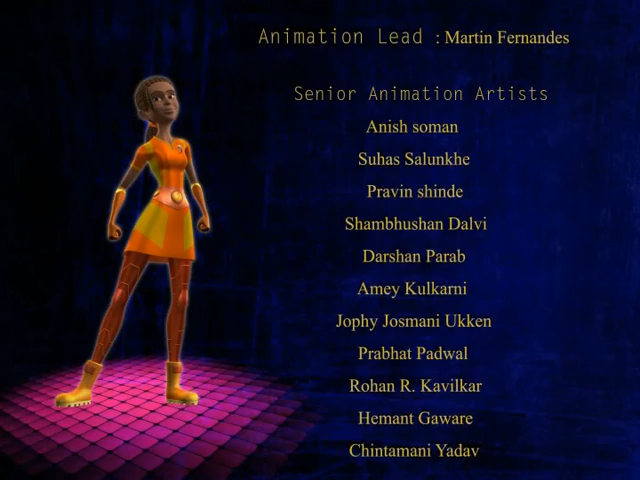 Animation Lead : Martin Fernandes
Senior Animation Artists
Anish soman
Suhas Salunkhe
Pravin shinde
Shambhushan Dalvi
Darshan Parab
Amey Kulkarni
Jophy Josmani Ukken
Prabhat Padwal
Rohan R. Kavilkar
Hemant Gaware
Chintamani Yadav